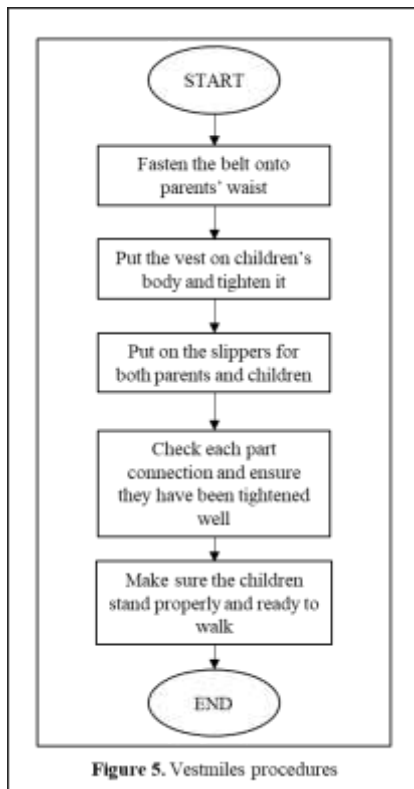 START
Fasten the belt onto
parents' waist
Put the vest on children's
body and tighten it
Put on the slippers for
both parents and children
Check each part
connection and ensure
they have been tightened
well
Make sure the children
stand properly and ready to
walk
END
Figure 5. Vestmiles procedures